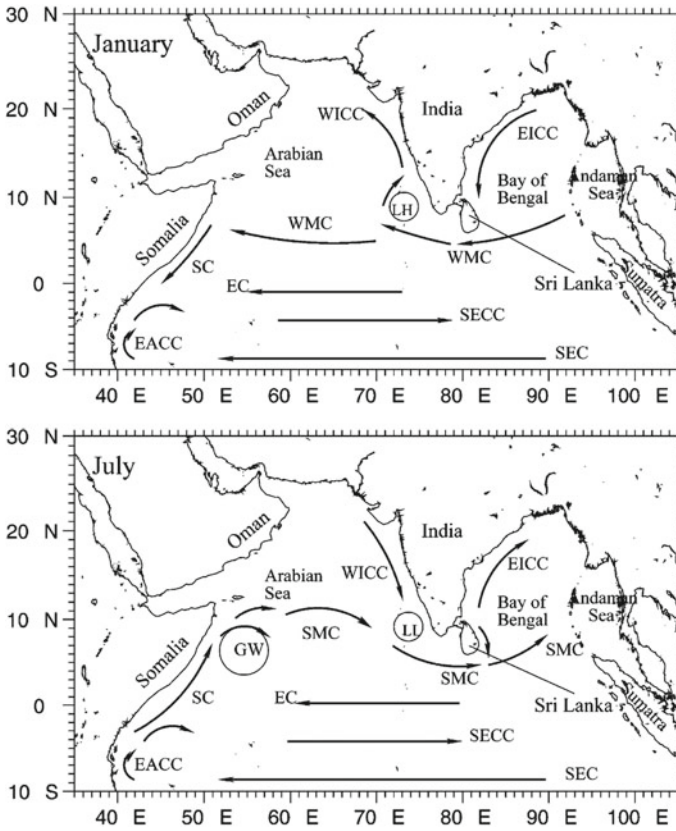 30
N
January
20
N
10
N
0
10 S
Oman
India
WICC
EICC
Arabian
Sea
Bay of
Bengal
Andaman
Sea
LH
Somalia
WMC
WMC
SC
Sri Lanka
Sumatra
EC
SECC
EACC
SEC
40 E 50 E 60 E 70 E 80 E 90 E 100 E
30
N
July
20
N
10
N
0
10 S
Oman
India
WICC
EICC
Arabian
Sea
Bay of
Bengal
Andaman
Sea
LL
SMC
GW
SMC
SMC
Somalia
SC
Sri Lanka
Sumatra
EC
SECC
EACC
SEC
40 E 50 E 60 E 70 E 80 E 90 E 100 E